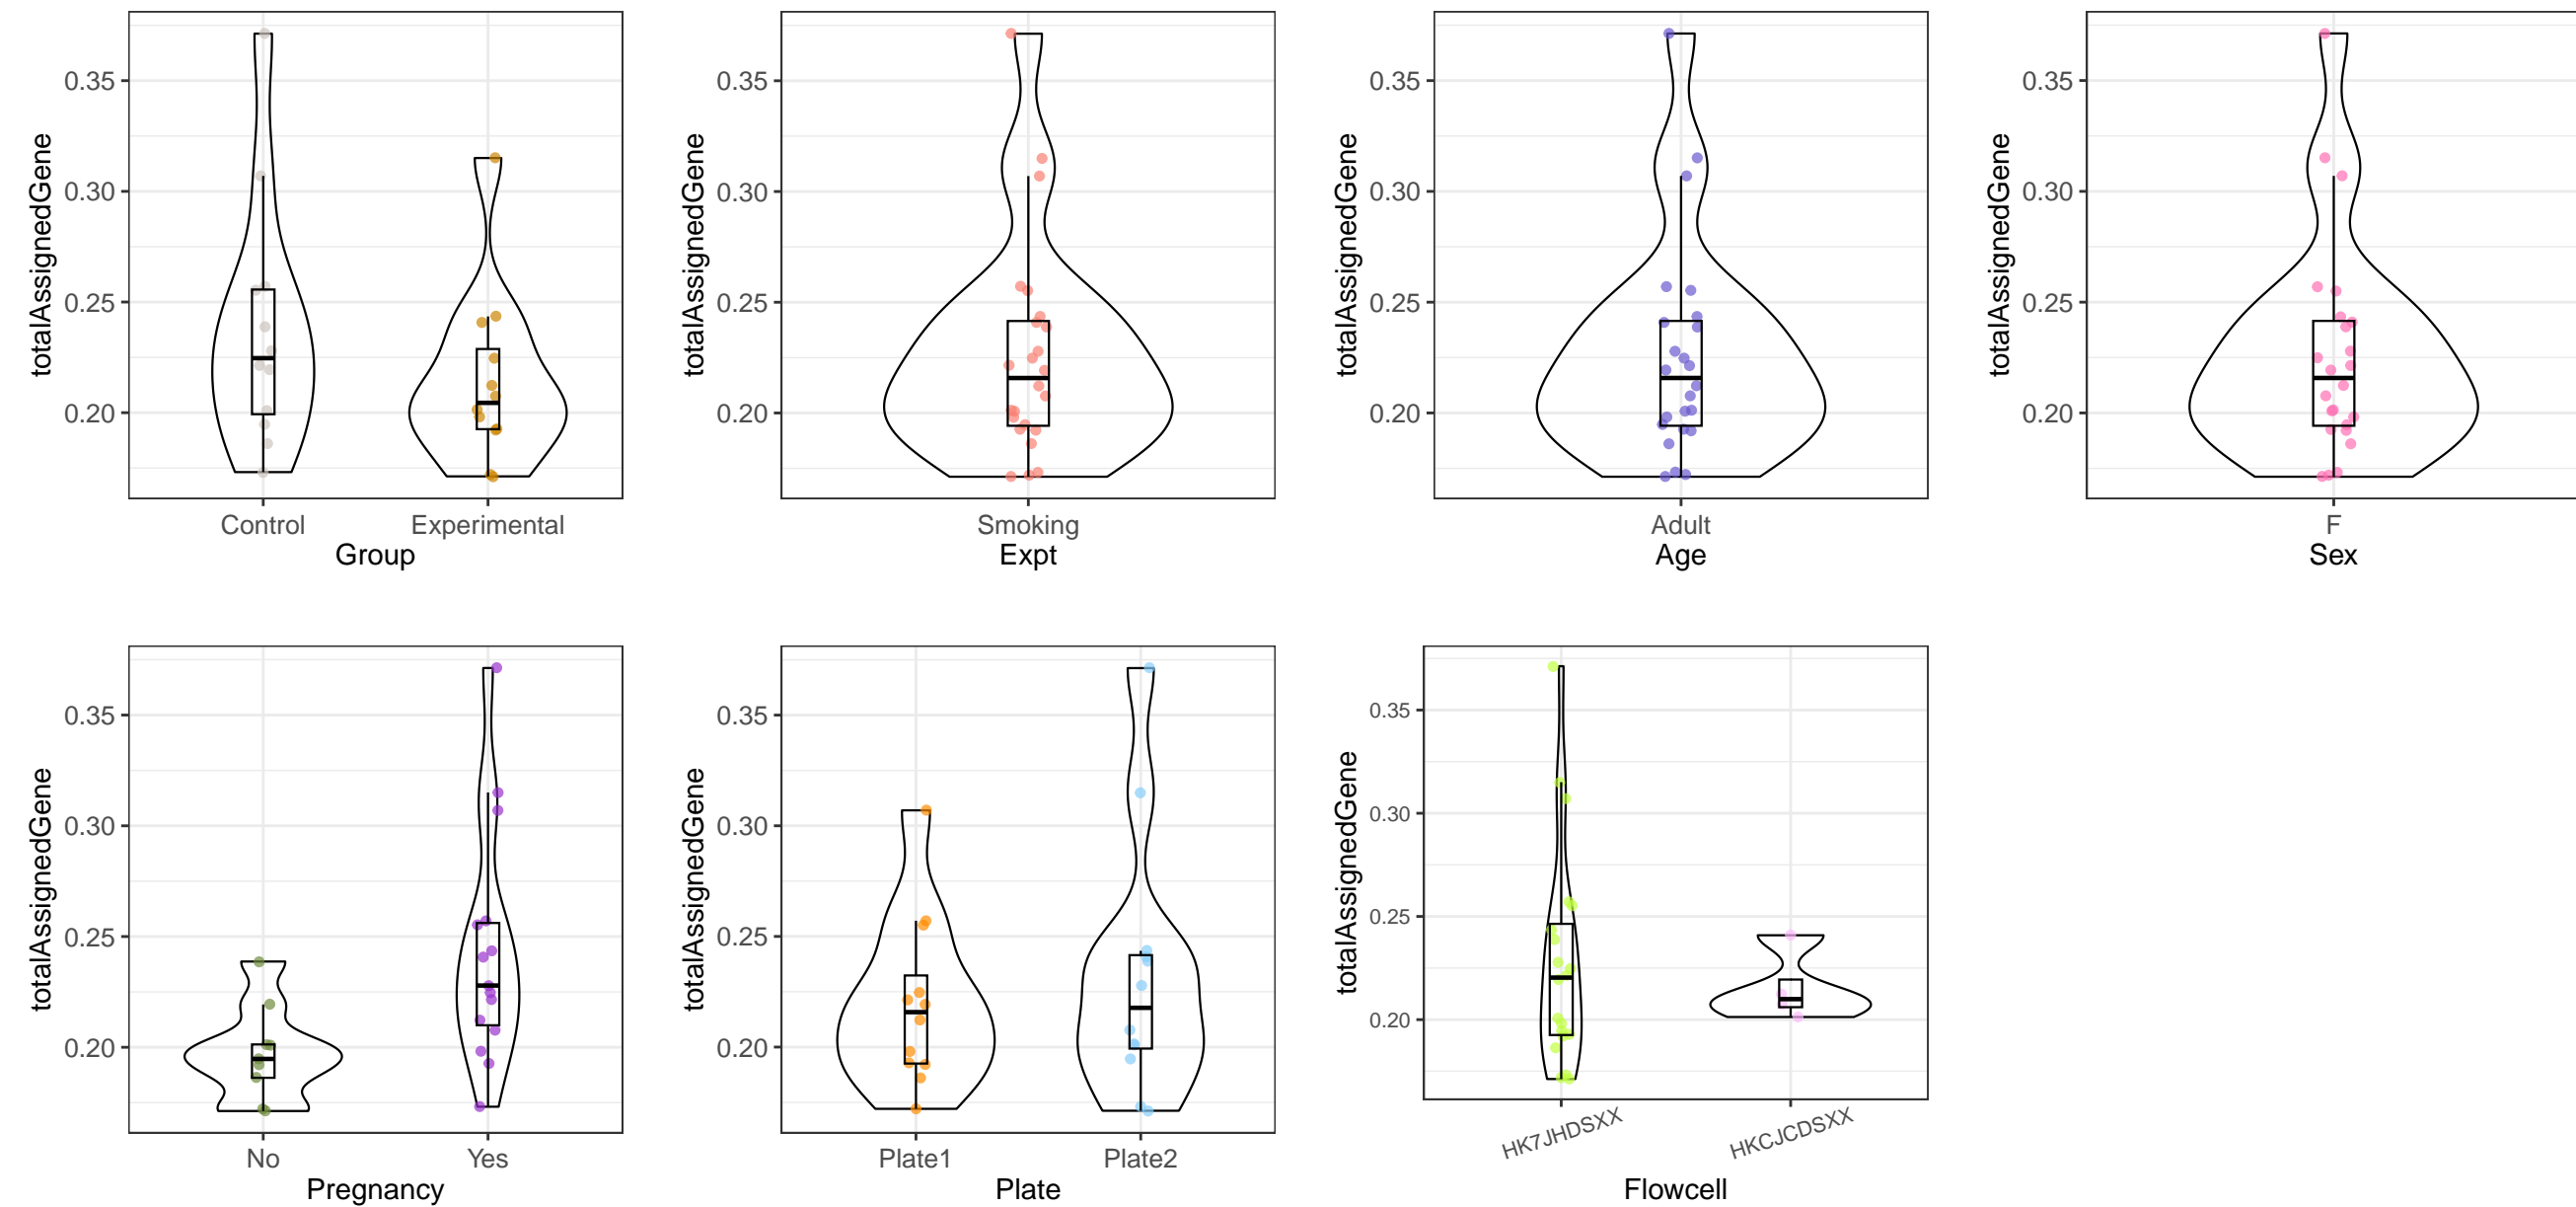 totalAssignedGene
0.35
0.30
0.25
0.20
Control
Experimental
Group
totalAssignedGene
0.35
0.30
0.25
0.20
Smoking
Expt
totalAssignedGene
0.35
0.30
0.25
0.20
Adult
Age
totalAssignedGene
0.35
0.30
0.25
0.20
F
Sex
totalAssignedGene
0.35
0.30
0.25
0.20
No
Yes
Pregnancy
totalAssignedGene
0.35
0.30
0.25
0.20
Plate1
Plate2
Plate
totalAssignedGene
0.35
0.30
0.25
0.20
HK7JHDSXX
HKCJCDSXX
Flowcell